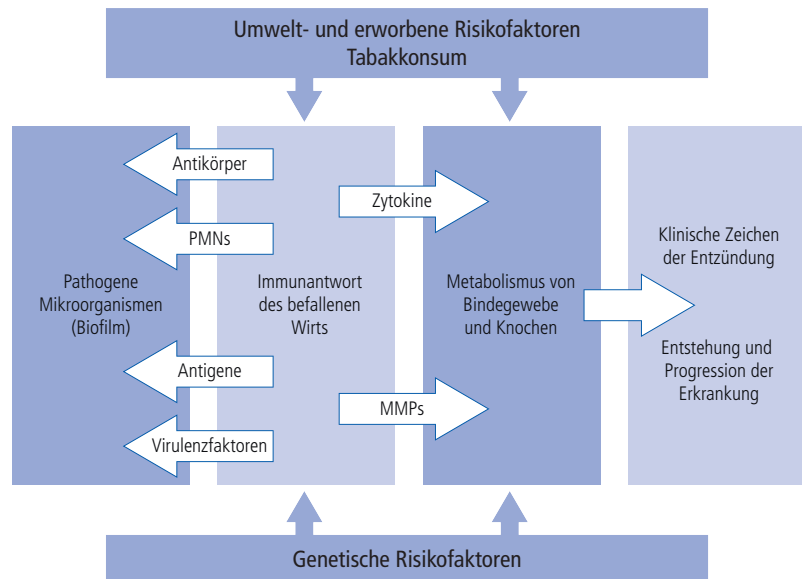 Umwelt- und erworbene Risikofaktoren
Tabakkonsum
Antikörper
PMNs
Pathogene
Mikroorganismen
(Biofilm)
Antigene
Virulenzfaktoren
Immunantwort
des befallenen
Wirts
Zytokine
Metabolismus von
Bindegewebe
und Knochen
MMPs
Klinische Zeichen
der Entzündung
Entstehung und
Progression der
Erkrankung
Genetische Risikofaktoren